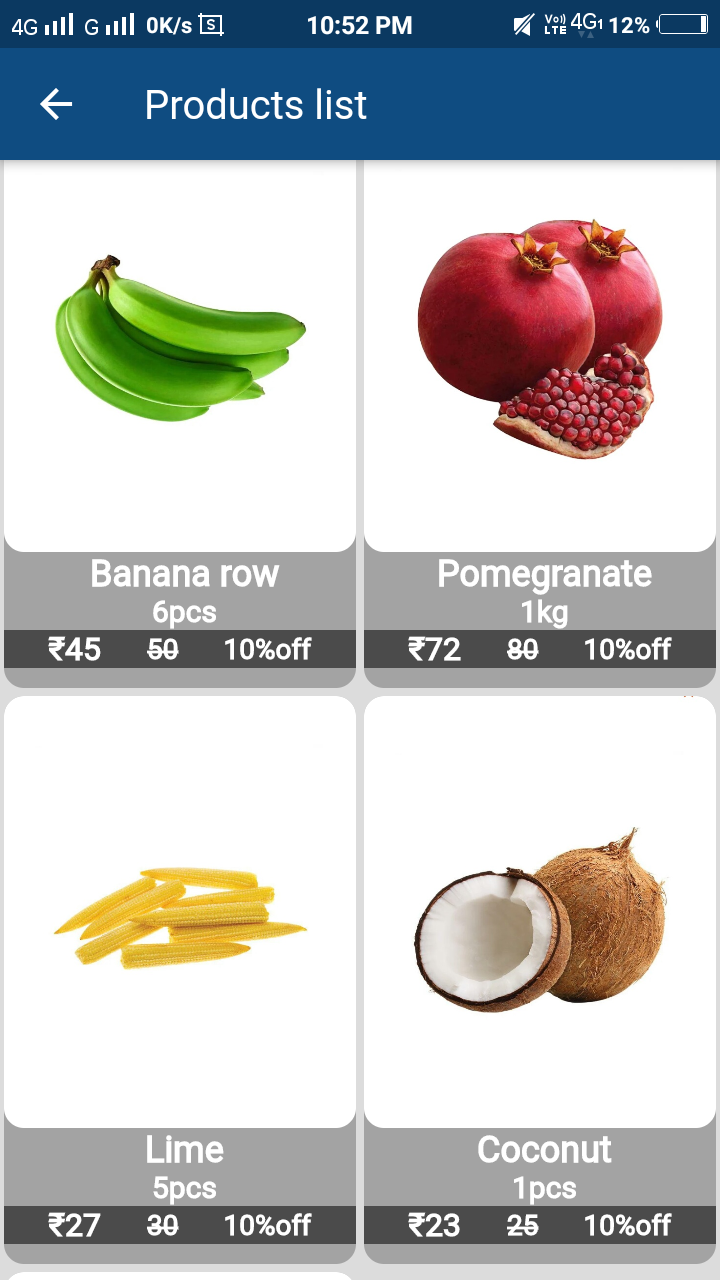 4G G 0K/s S 10:52 PM Vo)) LTE 4G1 12%
Products list
Banana row
6pcs
₹45 50 10%off
Pomegranate
1kg
₹72 80 10%off
Lime
5pcs
₹27 30 10%off
Coconut
1pcs
₹23 25 10%off